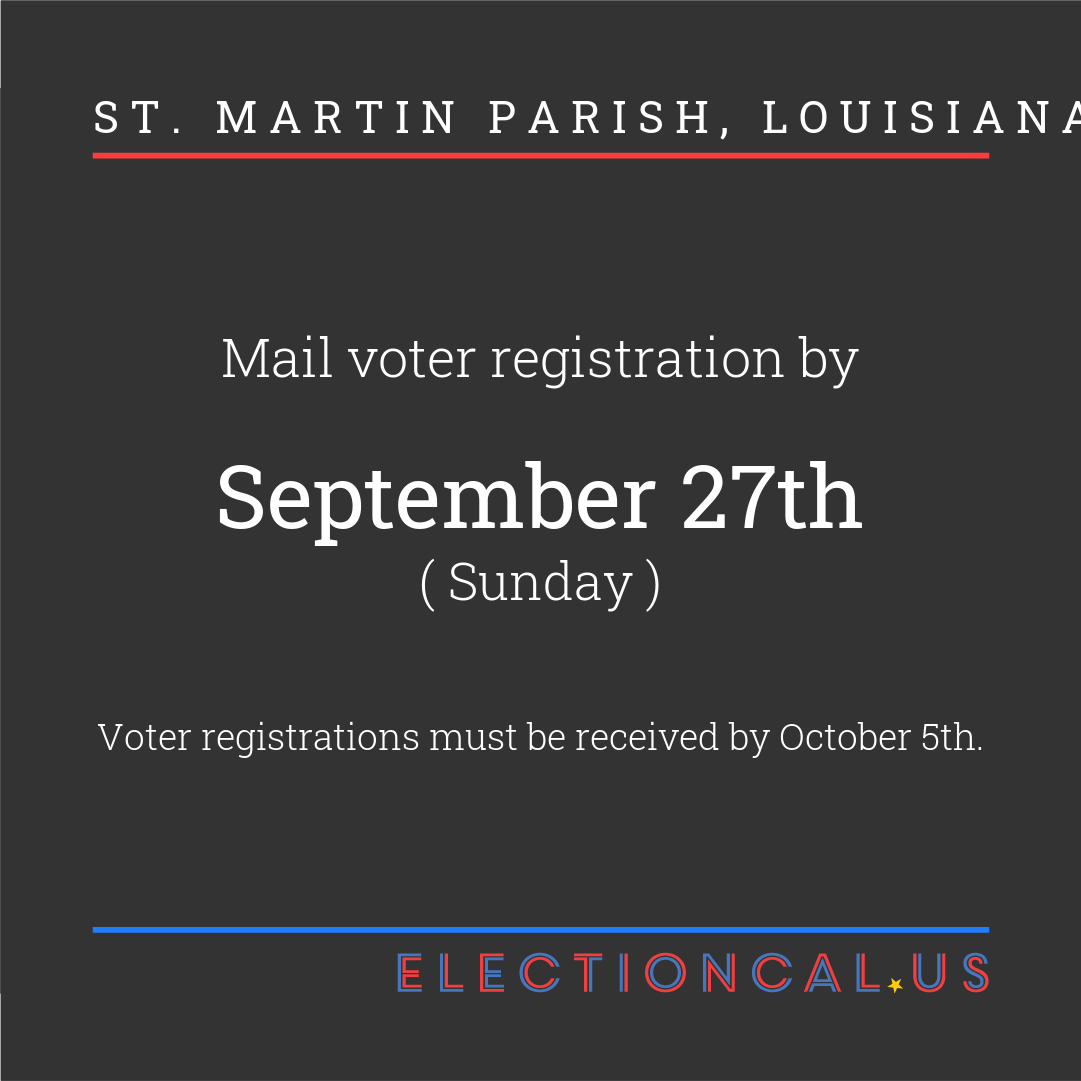 ST. MARTIN PARISH, LOUISIANA
Mail voter registration by
September 27th
( Sunday )
Voter registrations must be received by October 5th.
ELECTIONCAL.US